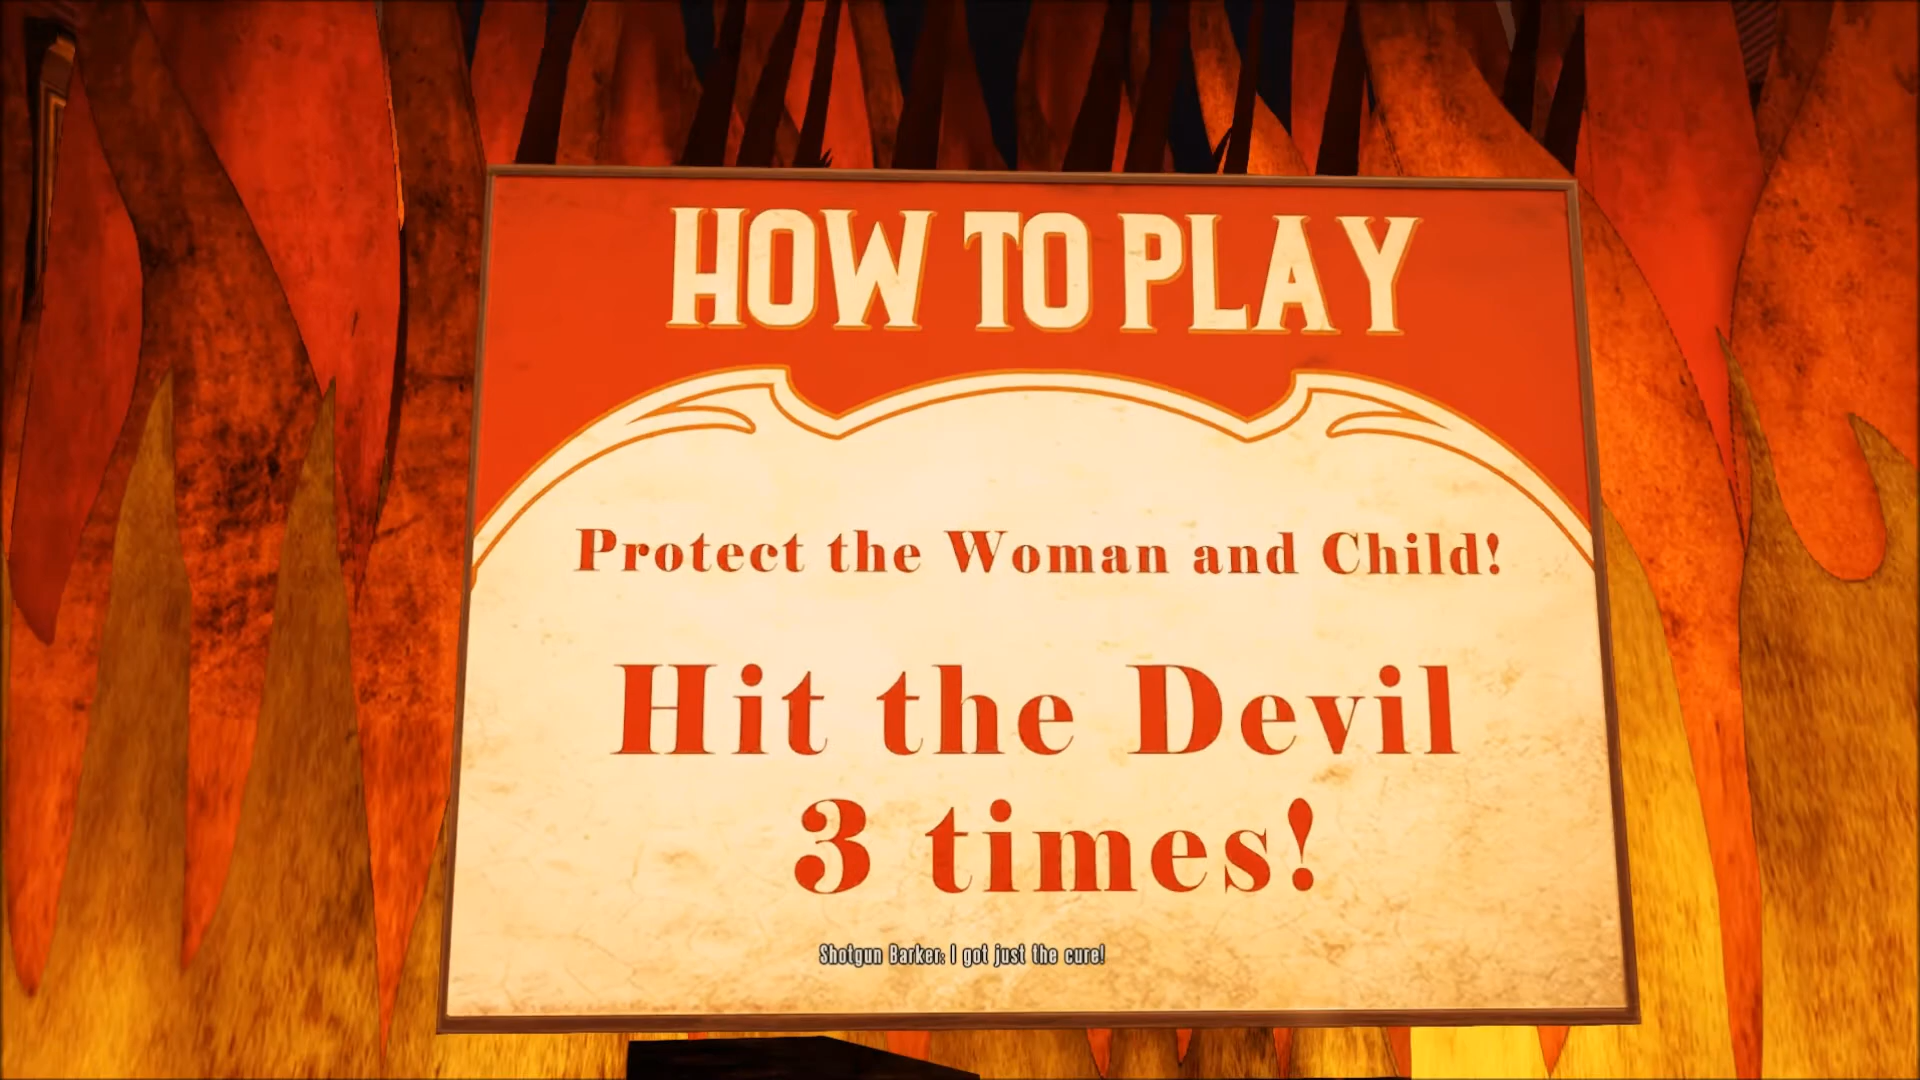 HOW TO PLAY
Protect the Woman and Child!
Hit the Devil
3 times!
Shotgun Barker: I got just the cure!